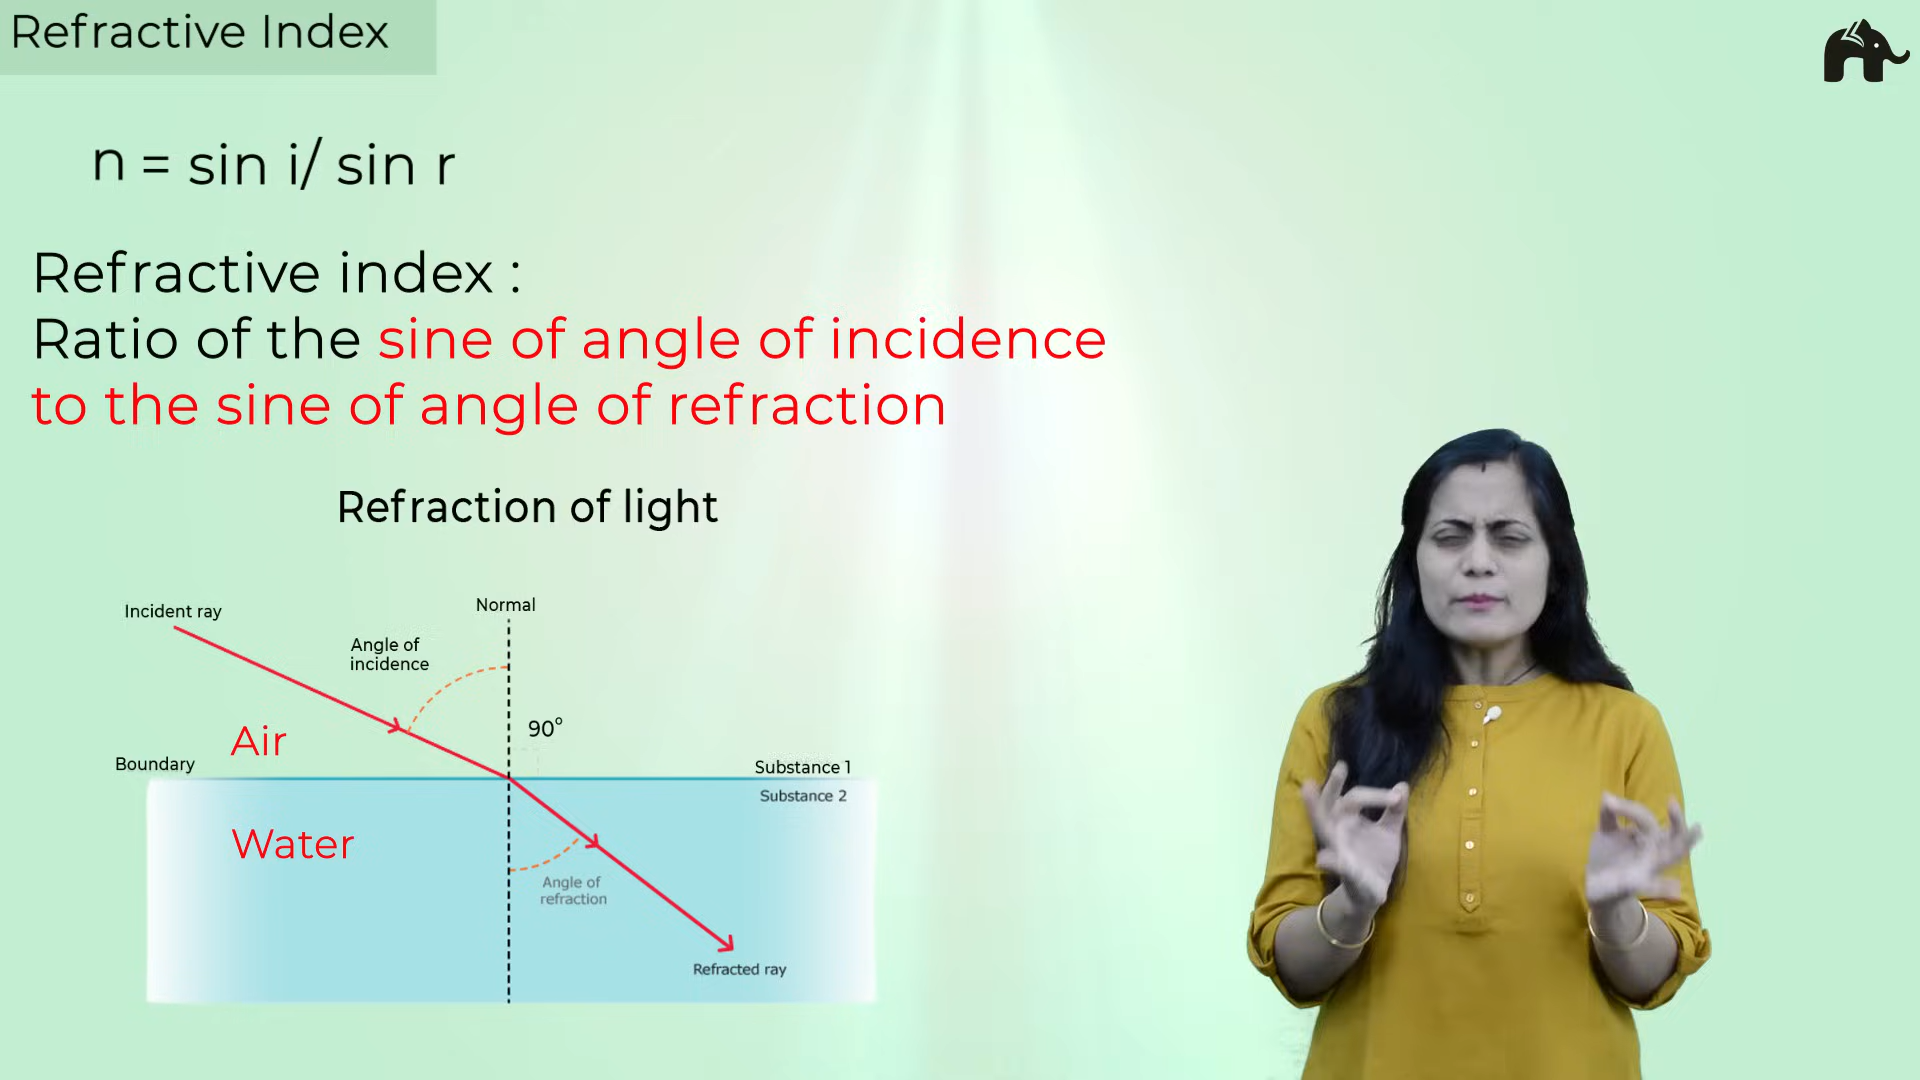 Refractive Index
n = sin i/ sin r
Refractive index :
Ratio of the sine of angle of incidence
to the sine of angle of refraction
Refraction of light
Incident ray
Normal
Angle of
incidence
90°
Air
Boundary
Substance 1
Substance 2
Water
Angle of
refraction
Refracted ray